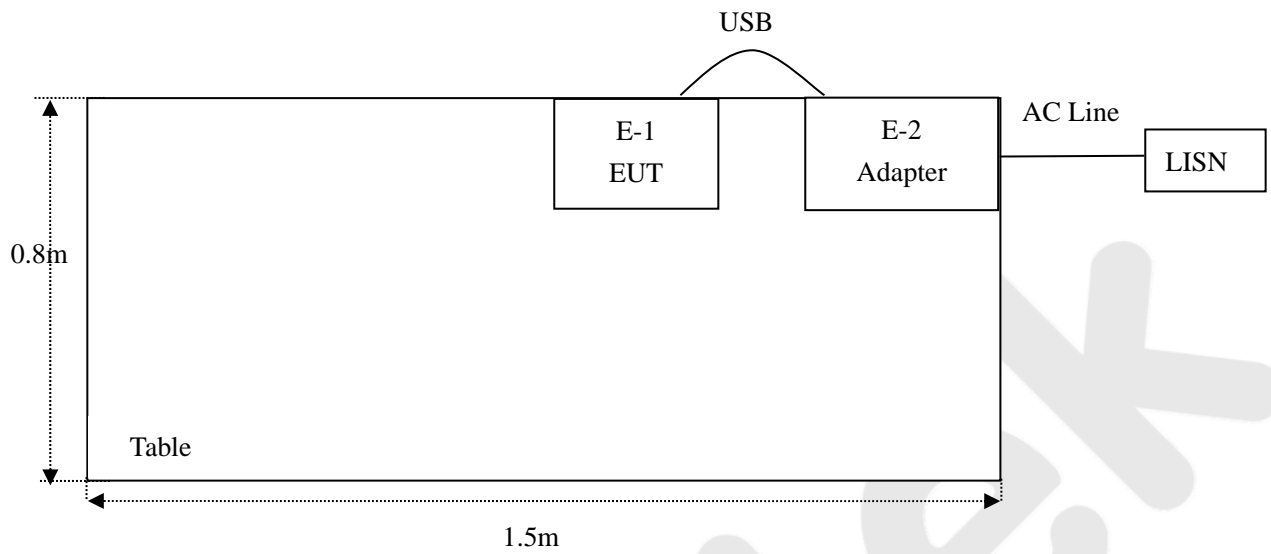 USB
E-1
EUT
E-2
Adapter
AC Line
LISN
0.8m
Table
1.5m